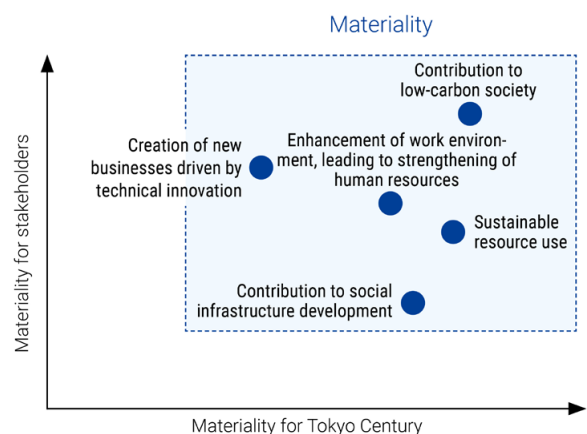 Materiality
Contribution to
low-carbon society
Creation of new
businesses driven by
technical innovation
Enhancement of work environ-
ment, leading to strengthening of
human resources
Sustainable
resource use
Contribution to social
infrastructure development
Materiality for stakeholders
Materiality for Tokyo Century